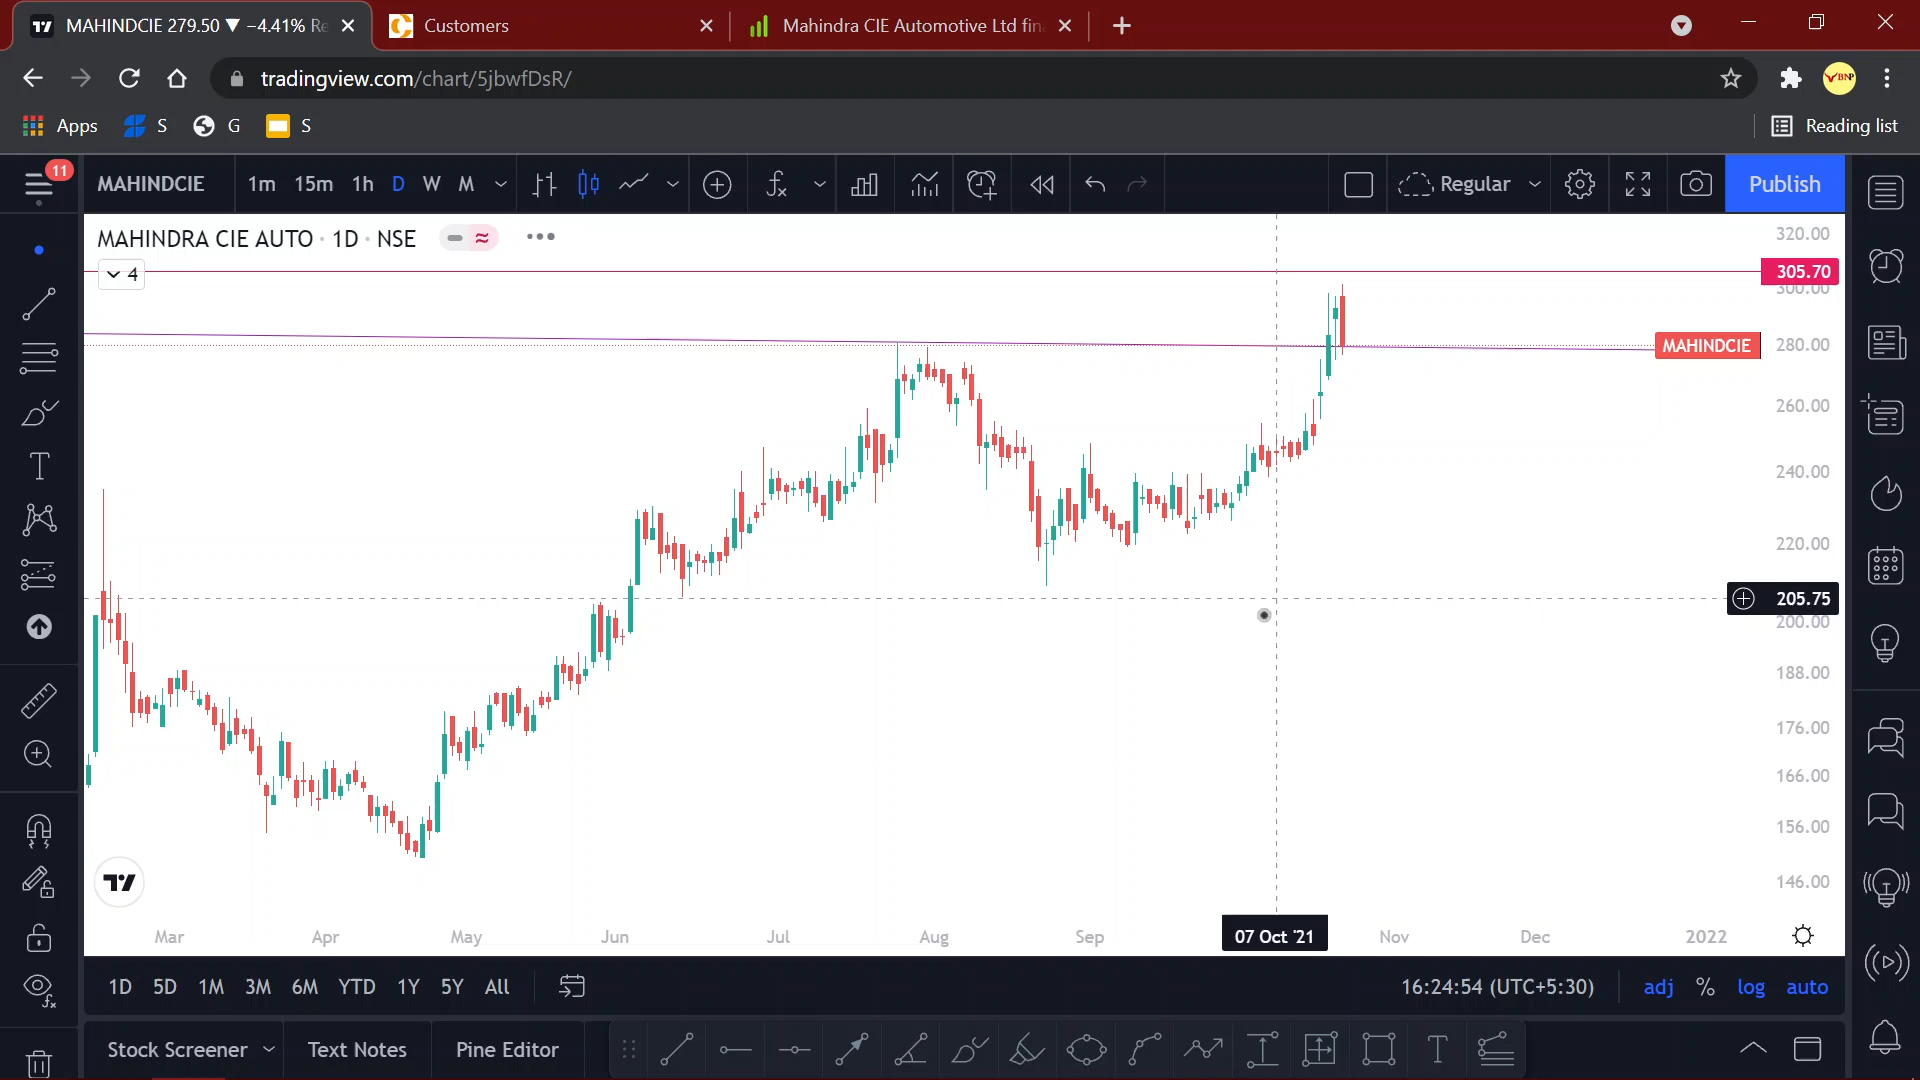 MAHINDCIE 279.50 ▼ −4.41% Re
Customers
Mahindra CIE Automotive Ltd fin
tradingview.com/chart/5jbwfDsR/
Apps S G S
Reading list
11
MAHINDCIE 1m 15m 1h D W M
Regular
Publish
MAHINDRA CIE AUTO · 1D · NSE
4
320.00
305.70
300.00
MAHINDCIE
280.00
260.00
240.00
220.00
205.75
200.00
188.00
176.00
166.00
156.00
146.00
Mar Apr May Jun Jul Aug Sep 07 Oct '21 Nov Dec 2022
1D 5D 1M 3M 6M YTD 1Y 5Y All
16:24:54 (UTC+5:30) adj % log auto
Stock Screener Text Notes Pine Editor